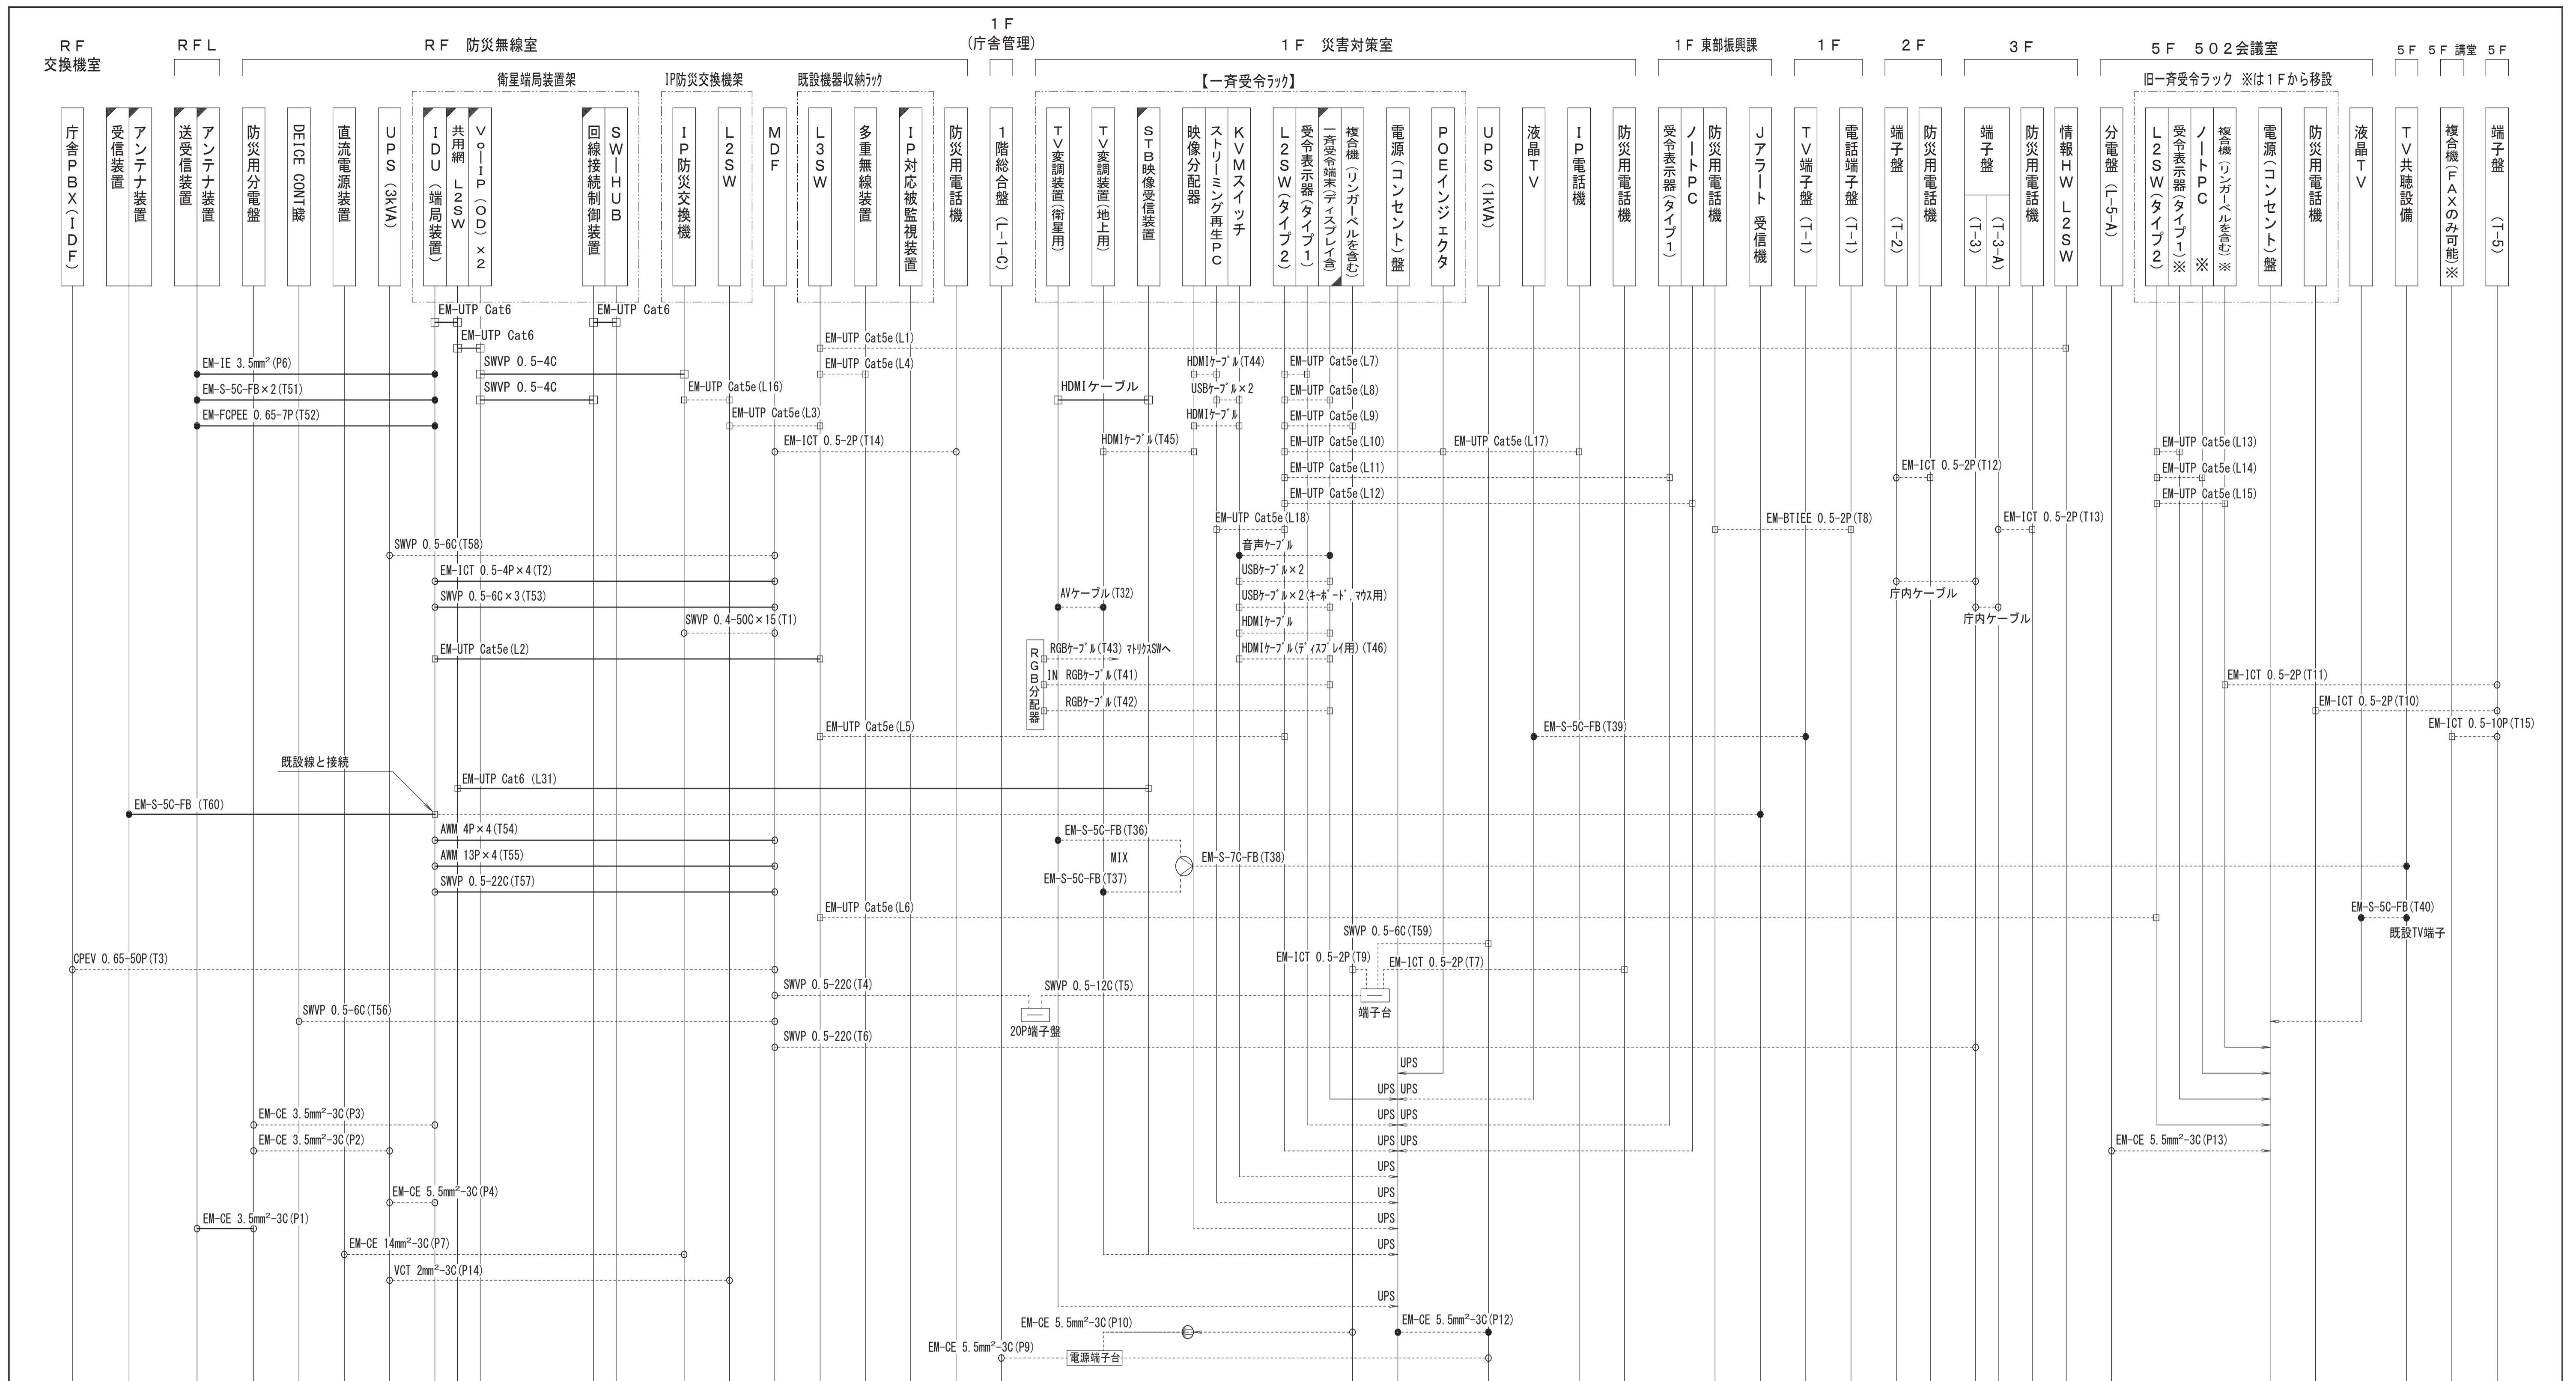 ＲＦ
交換機室
ＲＦＬ
ＲＦ　防災無線室
１Ｆ
(庁舎管理)
１Ｆ　災害対策室
１Ｆ 東部振興課
１Ｆ
２Ｆ
３Ｆ
５Ｆ　５０２会議室
５Ｆ
５Ｆ 講堂
５Ｆ
衛星端局装置架
IP防災交換機架
既設機器収納ﾗｯｸ
【一斉受令ﾗｯｸ】
旧一斉受令ラック ※は１Ｆから移設
庁舎ＰＢＸ(ＩＤＦ)
受信装置
アンテナ装置
送受信装置
アンテナ装置
防災用分電盤
直流電源装置
ＵＰＳ（3kVA）
ＩＤＵ（端局装置）
共用網　Ｌ２ＳＷ
ＶｏＩＰ（ＯＤ）×２
回線接続制御装置
ＳＷ－ＨＵＢ
ＩＰ防災交換機
Ｌ２ＳＷ
ＭＤＦ
Ｌ３ＳＷ
多重無線装置
ＩＰ対応被監視装置
防災用電話機
１階総合盤（L-1-C）
ＴＶ変調装置(衛星用)
ＴＶ変調装置(地上用)
ＳＴＢ映像受信装置
映像分配器
ストリーミング再生ＰＣ
ＫＶＭスイッチ
Ｌ２ＳＷ(タイプ２)
受令表示器(タイプ１)
一斉受令端末(ディスプレイ含)
複合機（リンガーベルを含む）
電源(コンセント)盤
ＰＯＥインジェクタ
ＵＰＳ（1kVA）
液晶ＴＶ
ＩＰ電話機
防災用電話機
受令表示器(タイプ１)
ノートＰＣ
防災用電話機
Ｊアラート 受信機
ＴＶ端子盤（T-1）
電話端子盤（T-1）
端子盤　（T-2）
防災用電話機
端子盤
（T-3）
（T-3-A）
防災用電話機
情報ＨＷ Ｌ２ＳＷ
分電盤（L-5-A）
Ｌ２ＳＷ(タイプ２)
受令表示器(タイプ１)※
ノートＰＣ　※
複合機（リンガーベルを含む）※
電源(コンセント)盤
防災用電話機
液晶ＴＶ
ＴＶ共聴設備
複合機(ＦＡＸのみ可能)※
端子盤　（T-5）
EM-UTP Cat6
EM-UTP Cat6
EM-UTP Cat6
EM-UTP Cat5e(L1)
EM-IE 3.5mm²(P6)
SWVP 0.5-4C
EM-UTP Cat5e(L4)
HDMIｹｰﾌﾞﾙ(T44)
EM-UTP Cat5e(L7)
EM-S-5C-FB×2(T51)
SWVP 0.5-4C
EM-UTP Cat5e(L16)
HDMIケーブル
USBｹｰﾌﾞﾙ×2
EM-UTP Cat5e(L8)
EM-FCPEE 0.65-7P(T52)
EM-UTP Cat5e(L3)
HDMIｹｰﾌﾞﾙ
EM-UTP Cat5e(L9)
EM-ICT 0.5-2P(T14)
HDMIｹｰﾌﾞﾙ(T45)
EM-UTP Cat5e(L10)
EM-UTP Cat5e(L17)
EM-UTP Cat5e(L13)
EM-UTP Cat5e(L11)
EM-ICT 0.5-2P(T12)
EM-UTP Cat5e(L14)
EM-UTP Cat5e(L12)
EM-UTP Cat5e(L15)
EM-UTP Cat5e(L18)
EM-BTIEE 0.5-2P(T8)
EM-ICT 0.5-2P(T13)
SWVP 0.5-6C(T58)
音声ｹｰﾌﾞﾙ
EM-ICT 0.5-4P×4(T2)
USBｹｰﾌﾞﾙ×2
庁内ケーブル
SWVP 0.5-6C×3(T53)
AVケーブル(T32)
USBｹｰﾌﾞﾙ×2(ｷｰﾎﾞｰﾄﾞ,ﾏｳｽ用)
庁内ケーブル
SWVP 0.4-50C×15(T1)
HDMIｹｰﾌﾞﾙ
EM-UTP Cat5e(L2)
ＲＧＢ分配器
RGBｹｰﾌﾞﾙ(T43) ﾏﾄﾘｸｽSWへ
HDMIｹｰﾌﾞﾙ(ﾃﾞｨｽﾌﾟﾚｲ用)(T46)
IN RGBｹｰﾌﾞﾙ(T41)
EM-ICT 0.5-2P(T11)
RGBｹｰﾌﾞﾙ(T42)
EM-ICT 0.5-2P(T10)
EM-UTP Cat5e(L5)
EM-S-5C-FB(T39)
EM-ICT 0.5-10P(T15)
既設線と接続
EM-UTP Cat6 (L31)
EM-S-5C-FB (T60)
AWM 4P×4(T54)
EM-S-5C-FB(T36)
AWM 13P×4(T55)
MIX
EM-S-7C-FB(T38)
SWVP 0.5-22C(T57)
EM-S-5C-FB(T37)
EM-UTP Cat5e(L6)
EM-S-5C-FB(T40)
既設TV端子
SWVP 0.5-6C(T59)
CPEV 0.65-50P(T3)
EM-ICT 0.5-2P(T9)
EM-ICT 0.5-2P(T7)
SWVP 0.5-22C(T4)
SWVP 0.5-12C(T5)
端子台
SWVP 0.5-6C(T56)
20P端子盤
SWVP 0.5-22C(T6)
UPS
UPS UPS
EM-CE 3.5mm²-3C(P3)
UPS UPS
EM-CE 3.5mm²-3C(P2)
UPS UPS
EM-CE 5.5mm²-3C(P13)
UPS
EM-CE 5.5mm²-3C(P4)
UPS
EM-CE 3.5mm²-3C(P1)
UPS
EM-CE 14mm²-3C(P7)
UPS
VCT 2mm²-3C(P14)
UPS
EM-CE 5.5mm²-3C(P10)
EM-CE 5.5mm²-3C(P12)
EM-CE 5.5mm²-3C(P9)
電源端子台